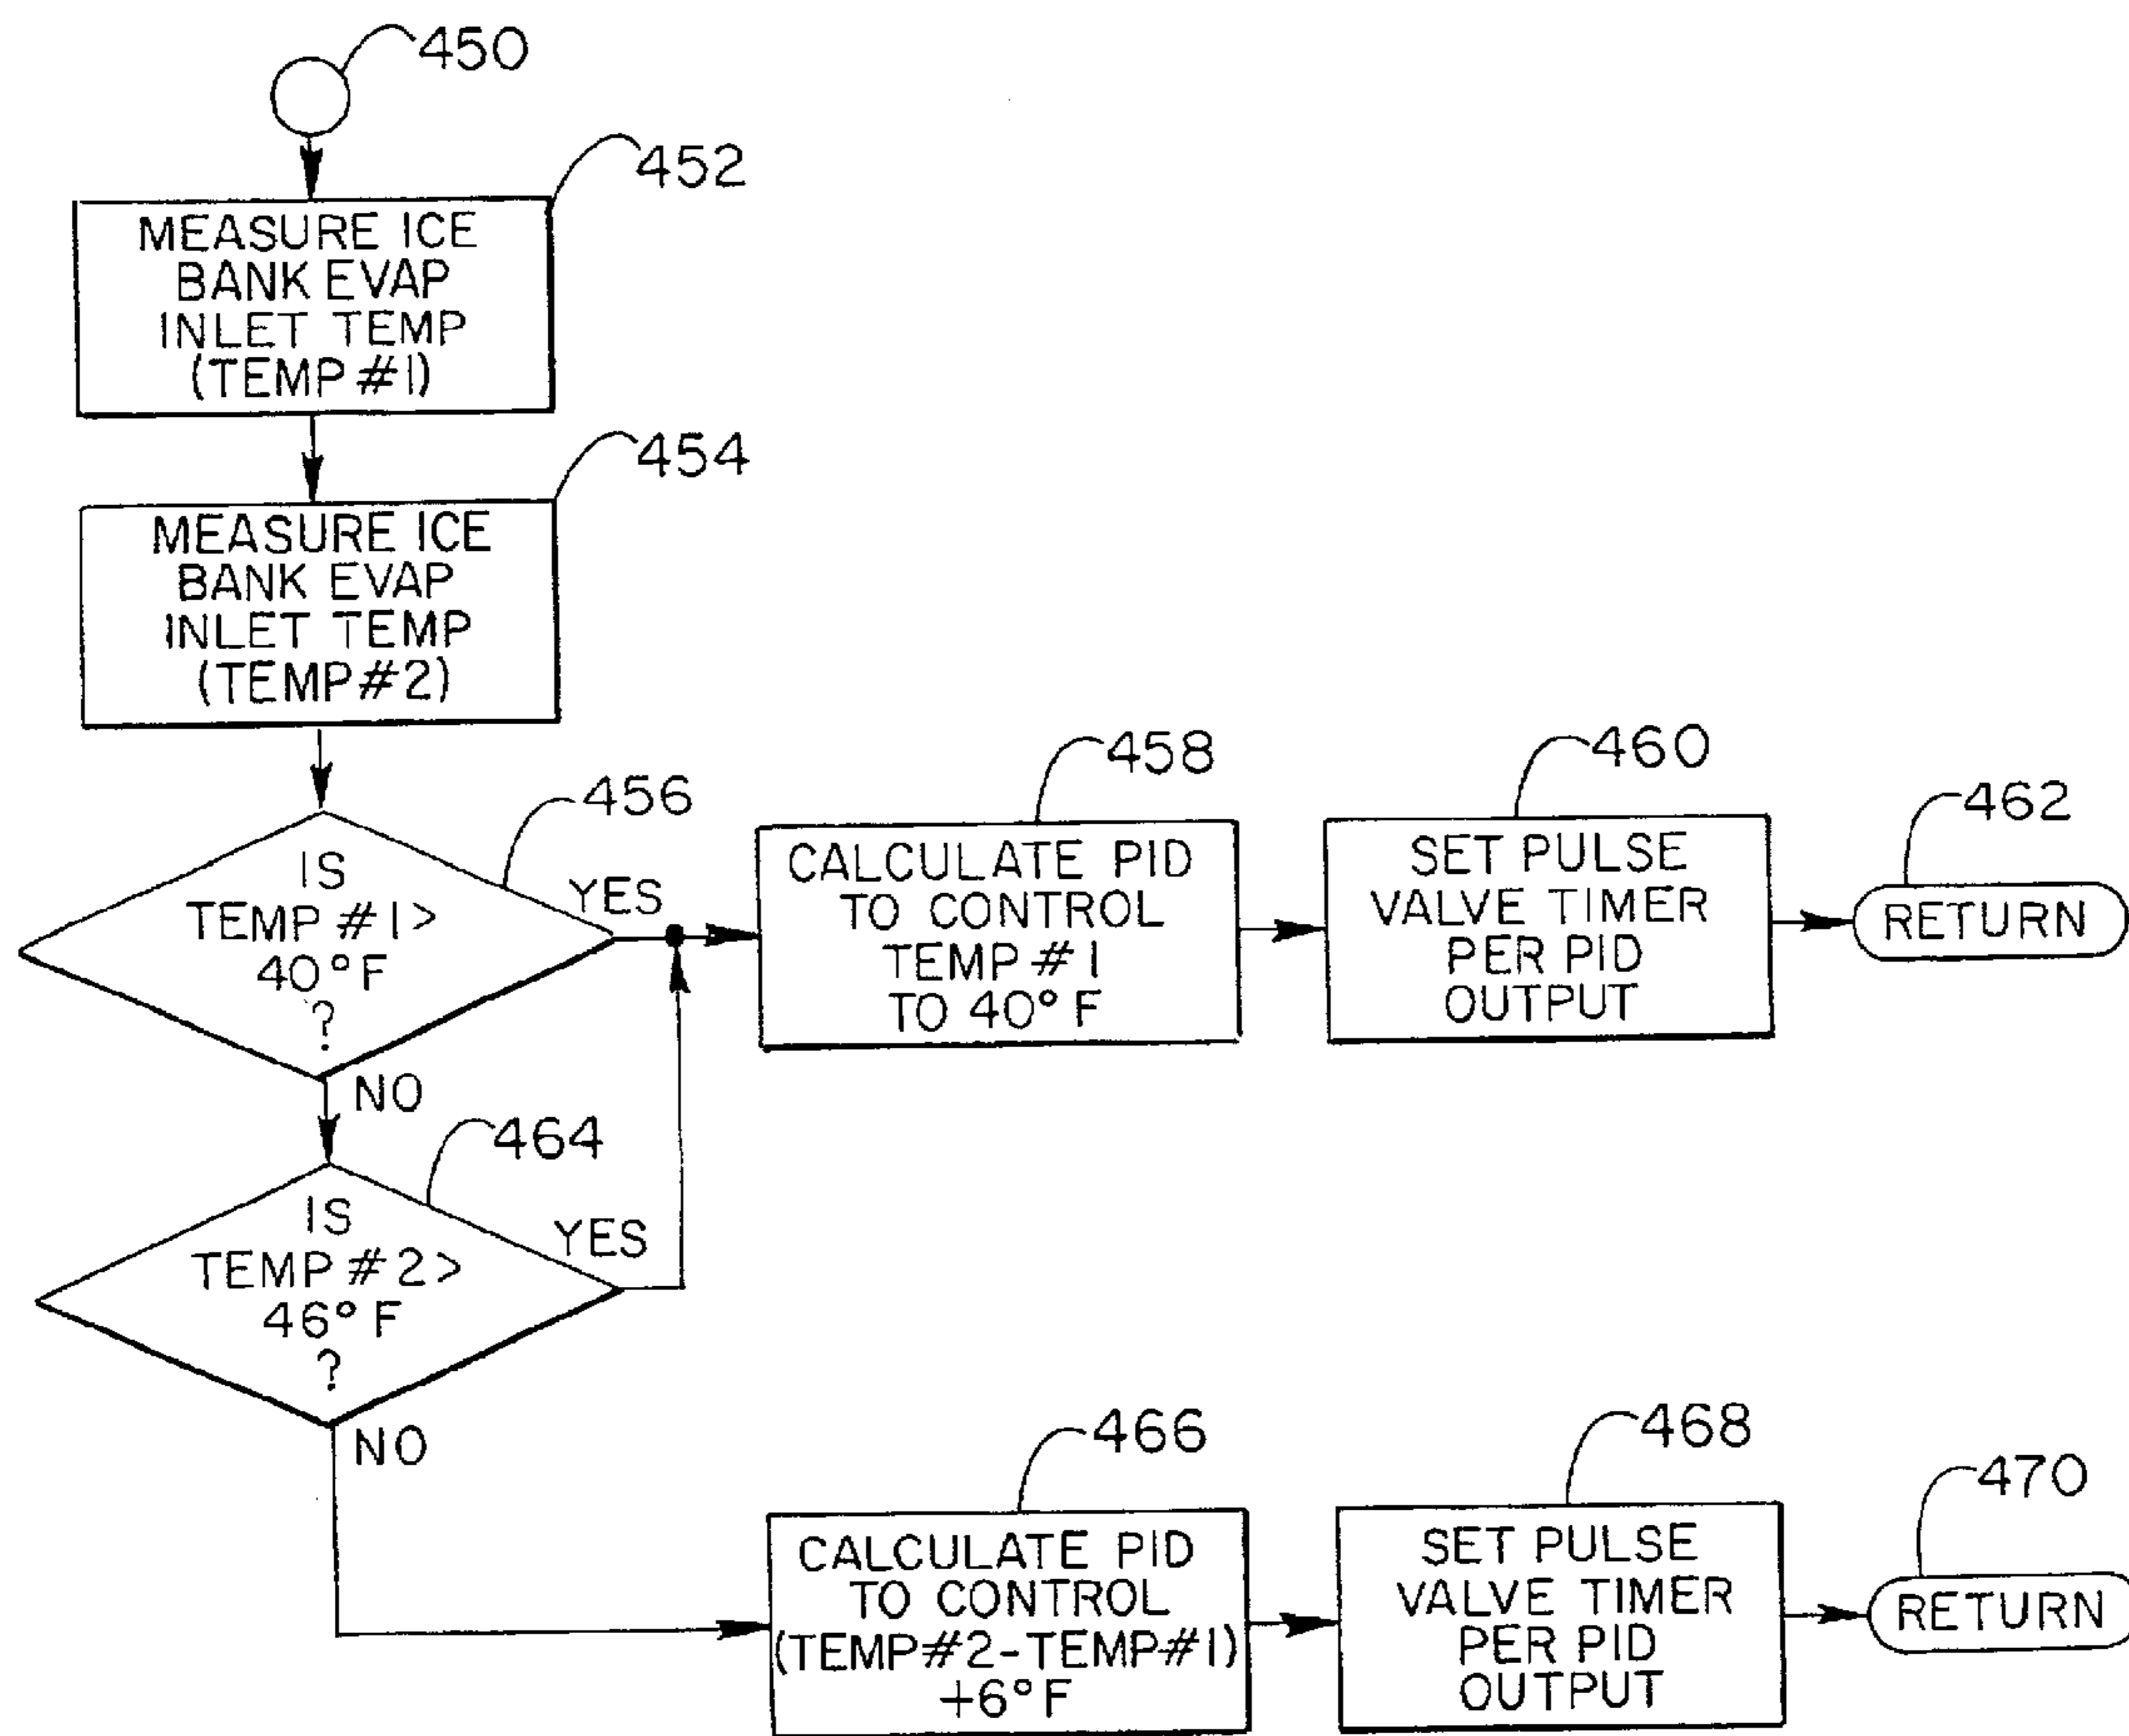 450
452
MEASURE ICE
BANK EVAP
INLET TEMP
(TEMP #1)
454
MEASURE ICE
BANK EVAP
INLET TEMP
(TEMP #2)
456
IS
TEMP #1>
40°F
?
YES
NO
458
CALCULATE PID
TO CONTROL
TEMP #1
TO 40°F
460
SET PULSE
VALVE TIMER
PER PID
OUTPUT
462
RETURN
464
IS
TEMP #2>
46°F
?
YES
NO
466
CALCULATE PID
TO CONTROL
(TEMP#2-TEMP#1)
+6°F
468
SET PULSE
VALVE TIMER
PER PID
OUTPUT
470
RETURN